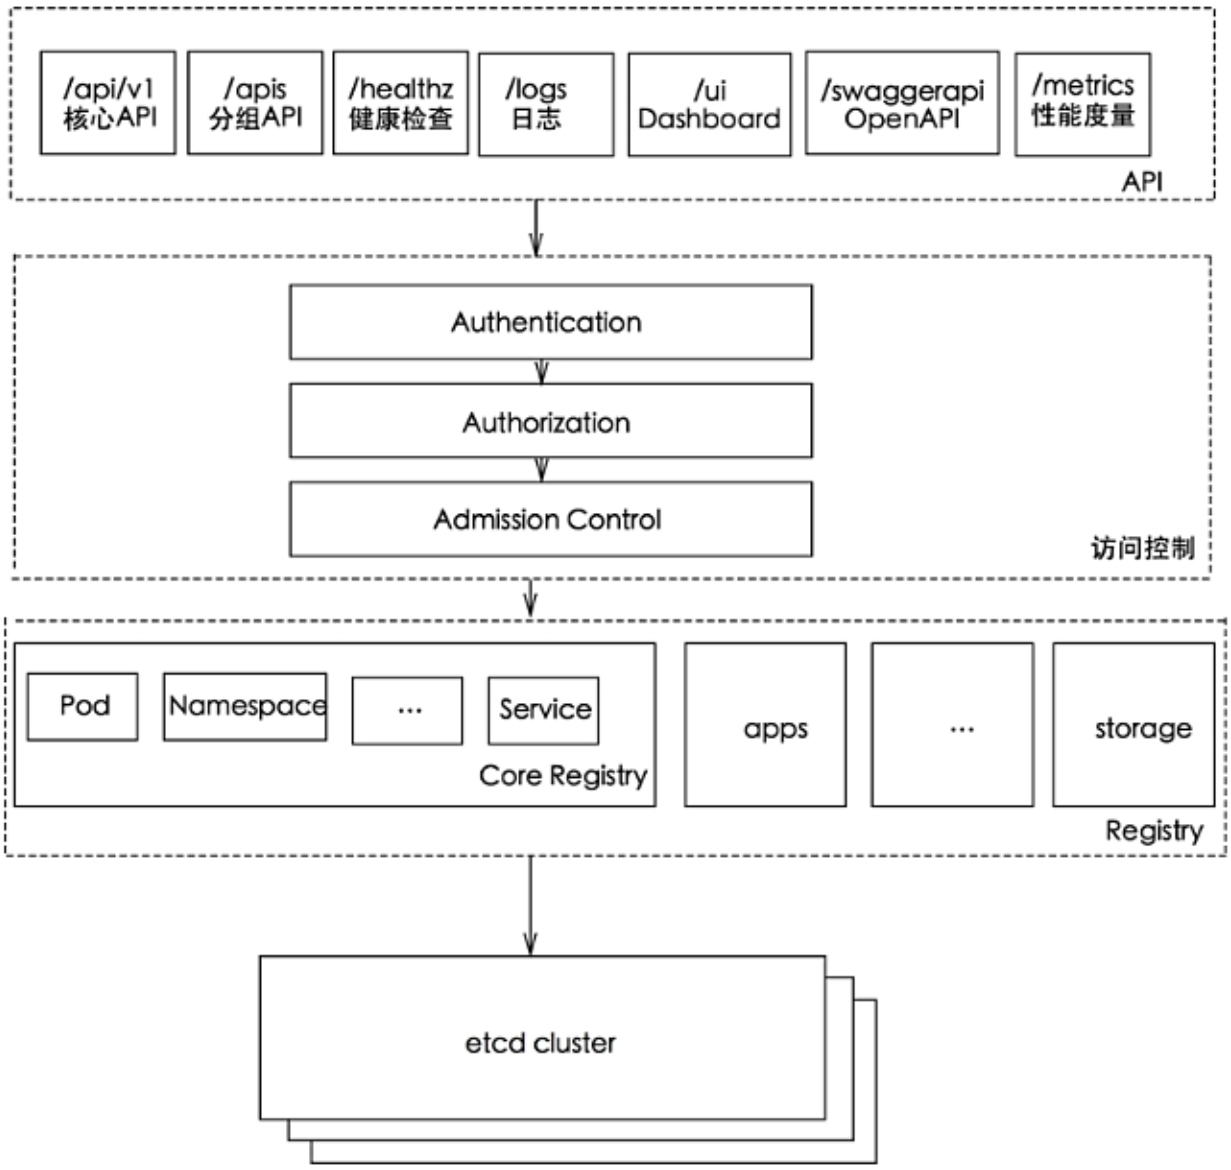 /api/v1
核心API
/apis
分组API
/healthz
健康检查
/logs
日志
/ui
Dashboard
/swaggerapi
OpenAPI
/metrics
性能度量
API
Authentication
Authorization
Admission Control
访问控制
Pod
Namespace
...
Service
Core Registry
apps
...
storage
Registry
etcd cluster